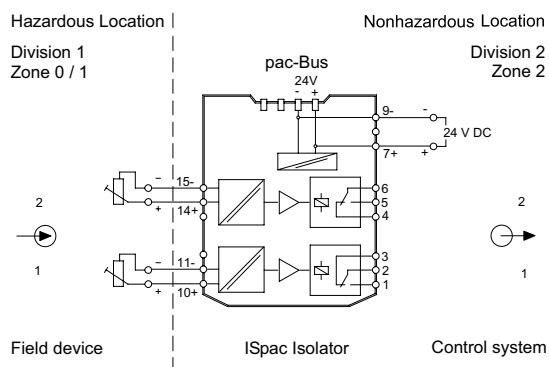 Hazardous Location
Nonhazardous Location
Division 1
Zone 0 / 1
Division 2
Zone 2
pac-Bus
24V
- +
9-
-
24 V DC
7+
+
−
15-
6
5
2
+
14+
4
2
−
11-
3
2
1
+
10+
1
1
Field device
ISpac Isolator
Control system